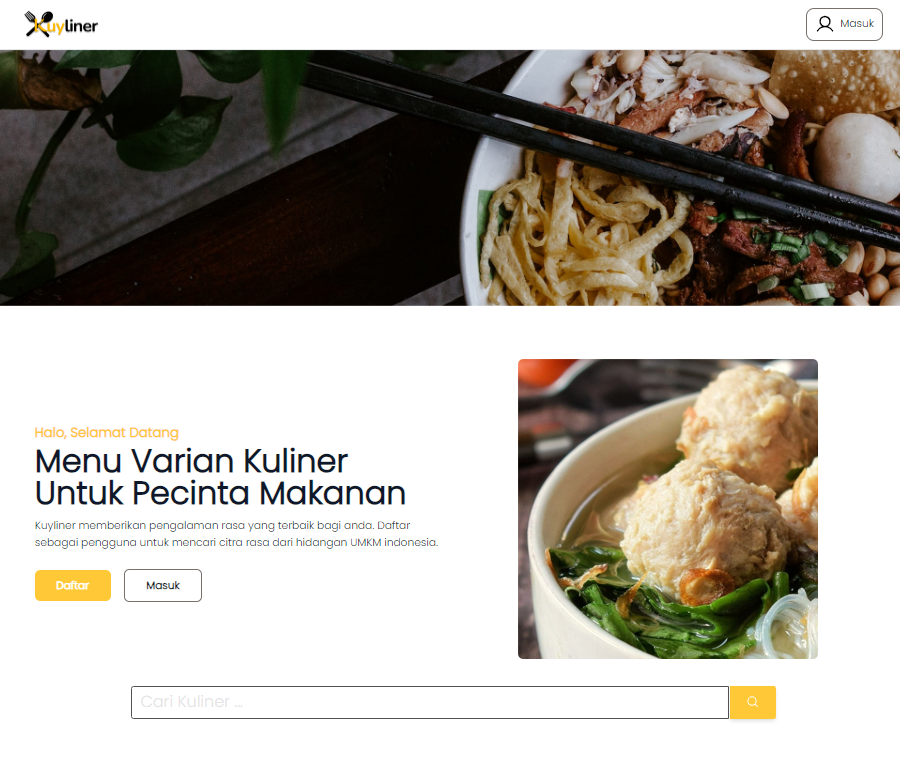 Kuyliner
Masuk
Halo, Selamat Datang
Menu Varian Kuliner
Untuk Pecinta Makanan
Kuyliner memberikan pengalaman rasa yang terbaik bagi anda. Daftar
sebagai pengguna untuk mencari citra rasa dari hidangan UMKM indonesia.
Daftar
Masuk
Cari Kuliner ...